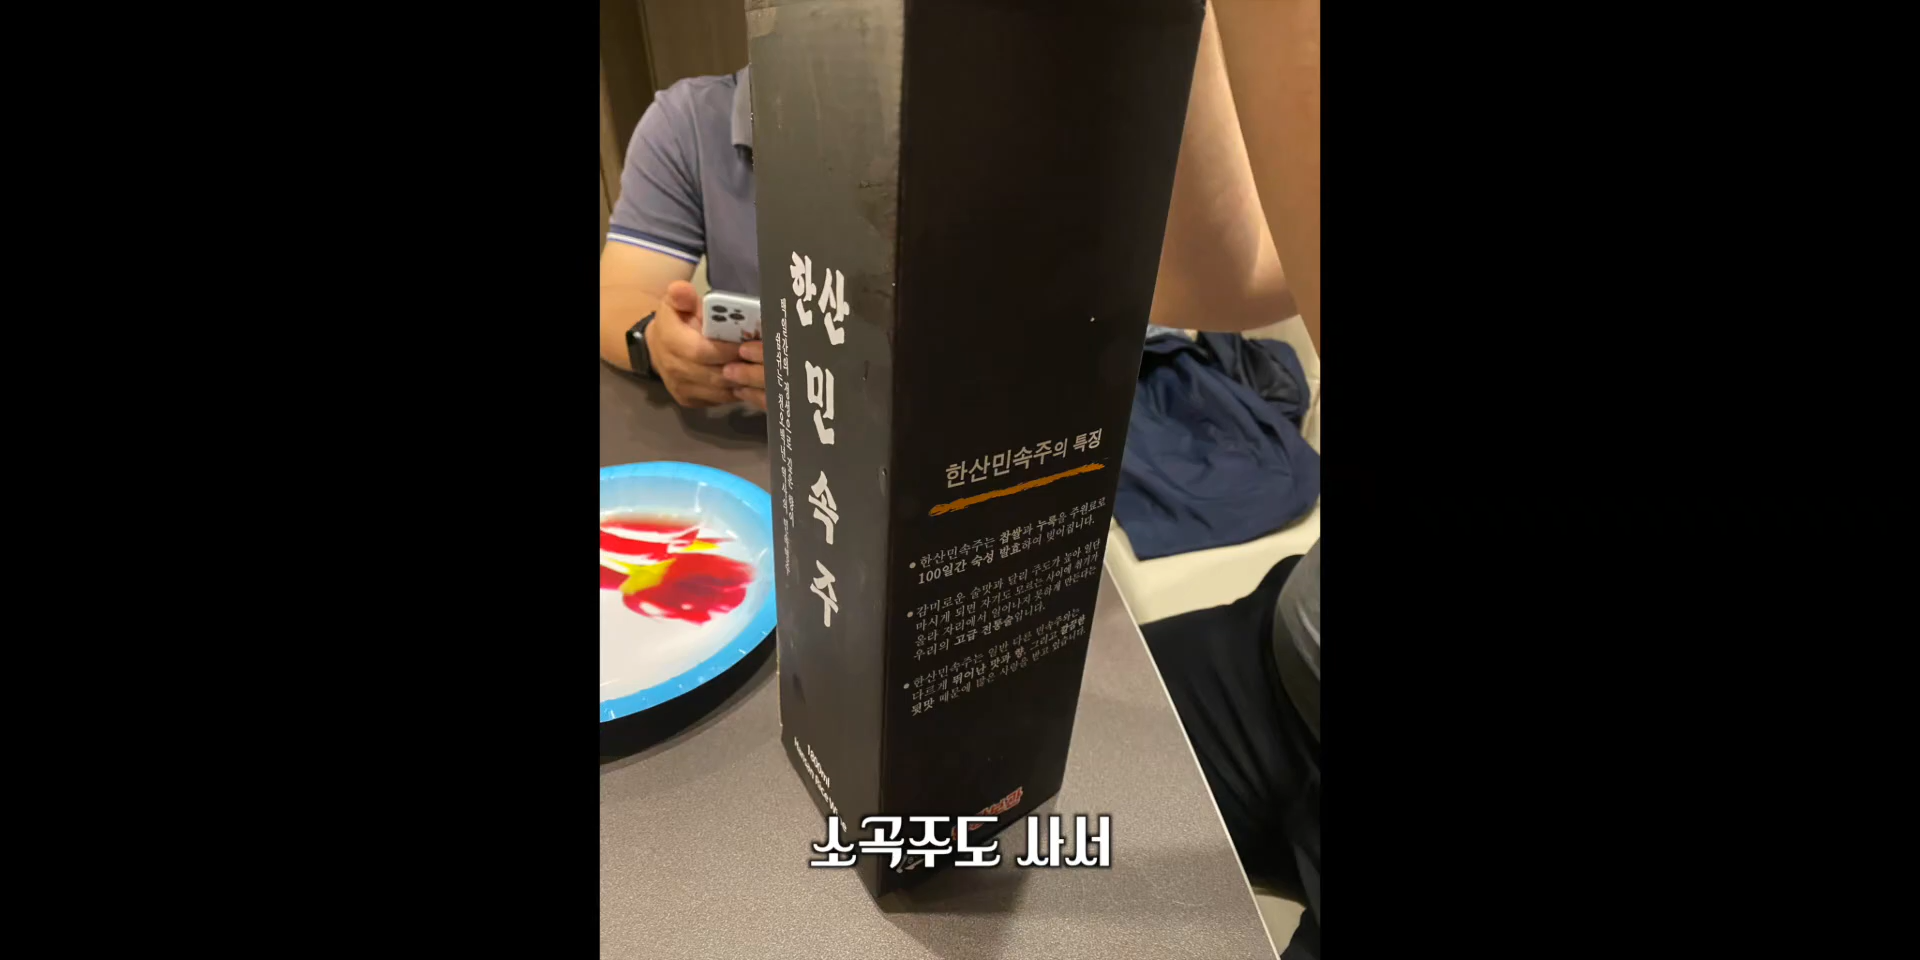 한산
민
속
주
1800ml
한산민속주의 특징
• 한산민속주는 찹쌀과 누룩을 주원료로
100일간 숙성 발효하여 빚어집니다.
• 감미로운 술맛과 달리 주도가 높아 일단
마시게 되면 자기도 모르는 사이에 취기가
올라 자리에서 일어나지 못하게 만든다는
우리의 고급 전통술입니다.
• 한산민속주는 일반 다른 민속주와는
다르게 뛰어난 맛과 향, 그리고 깔끔한
뒷맛 때문에 많은 사랑을 받고 있습니다.
소곡주도 사서